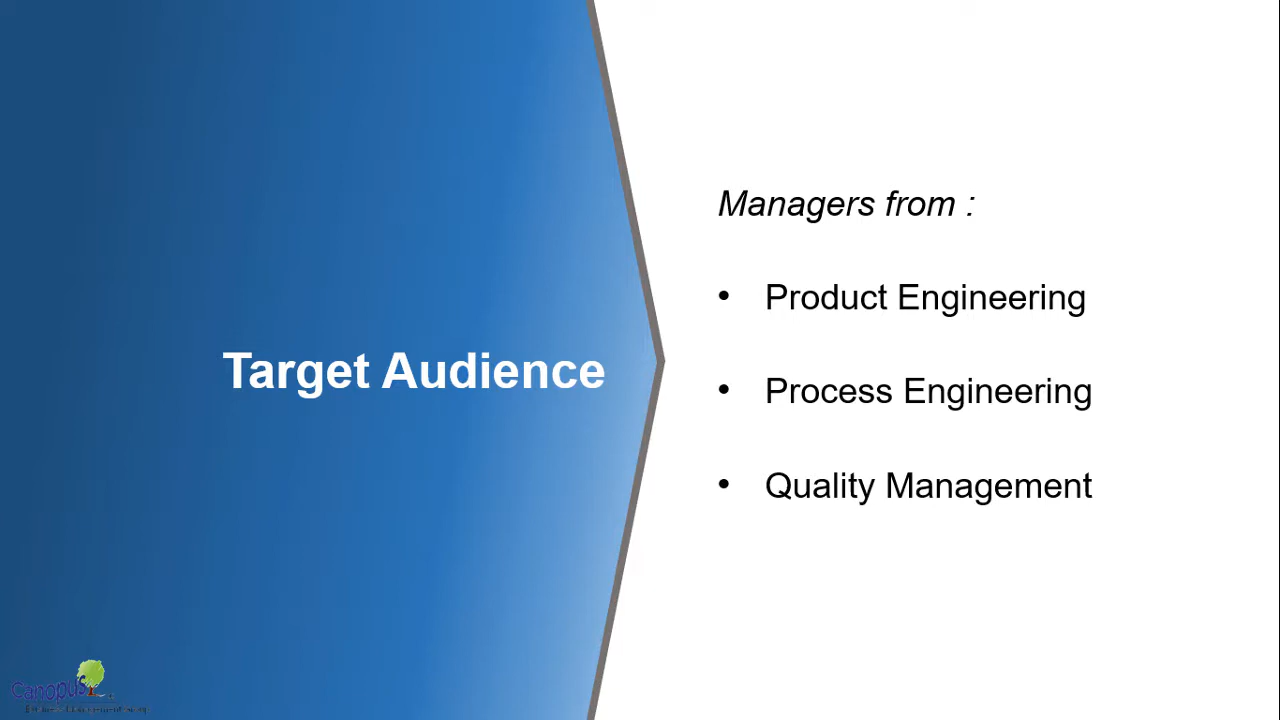 Target Audience
Managers from :
• Product Engineering
• Process Engineering
• Quality Management
Canopus